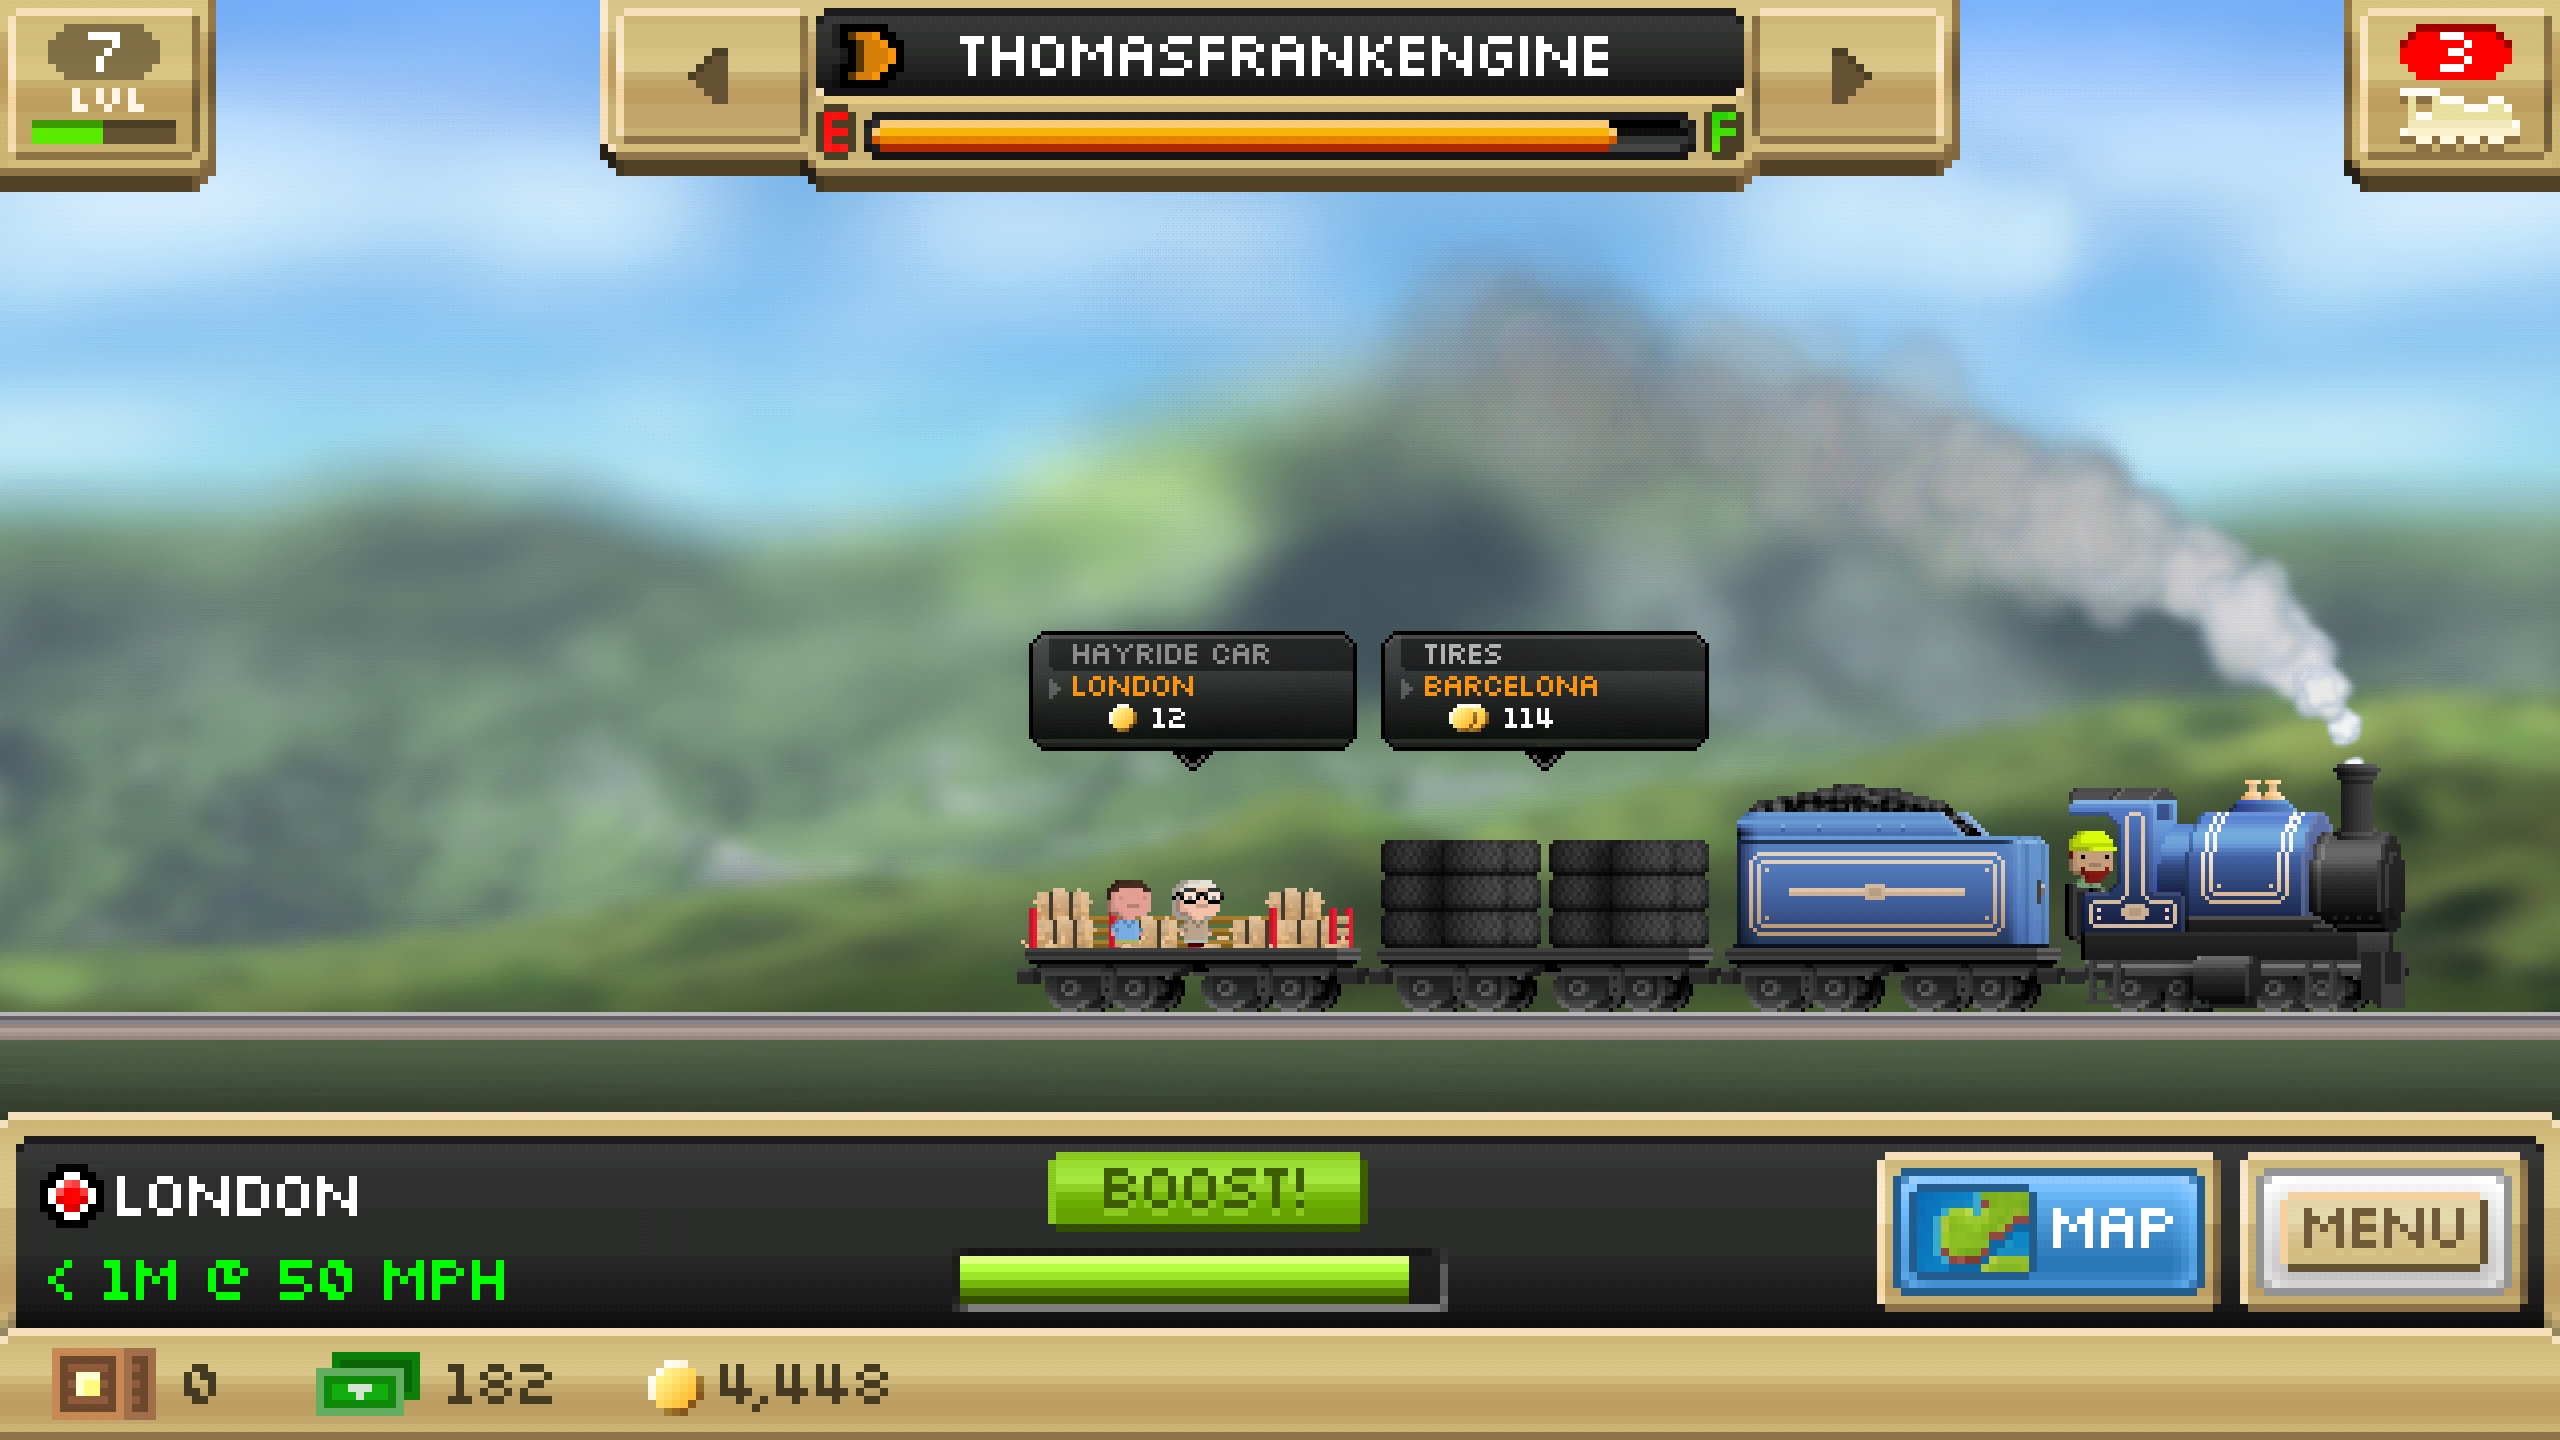 7
LVL
THOMASFRANKENGINE
E F
3
HAYRIDE CAR
LONDON
12
TIRES
BARCELONA
114
LONDON
< 1M @ 50 MPH
BOOST!
MAP
MENU
0 182 4,448